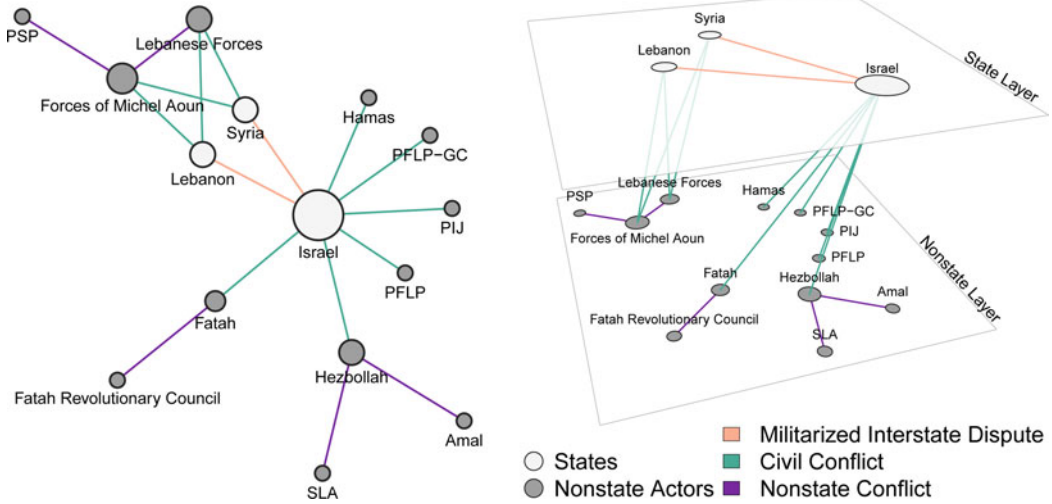 PSP
Lebanese Forces
Forces of Michel Aoun
Syria
Lebanon
Hamas
PFLP-GC
PIJ
Israel
PFLP
Fatah
Hezbollah
Fatah Revolutionary Council
Amal
SLA
Syria
Lebanon
Israel
State Layer
PSP
Lebanese Forces
Hamas
PFLP-GC
Forces of Michel Aoun
PIJ
PFLP
Fatah
Hezbollah
Amal
Nonstate Layer
Fatah Revolutionary Council
SLA
States
Nonstate Actors
Militarized Interstate Dispute
Civil Conflict
Nonstate Conflict